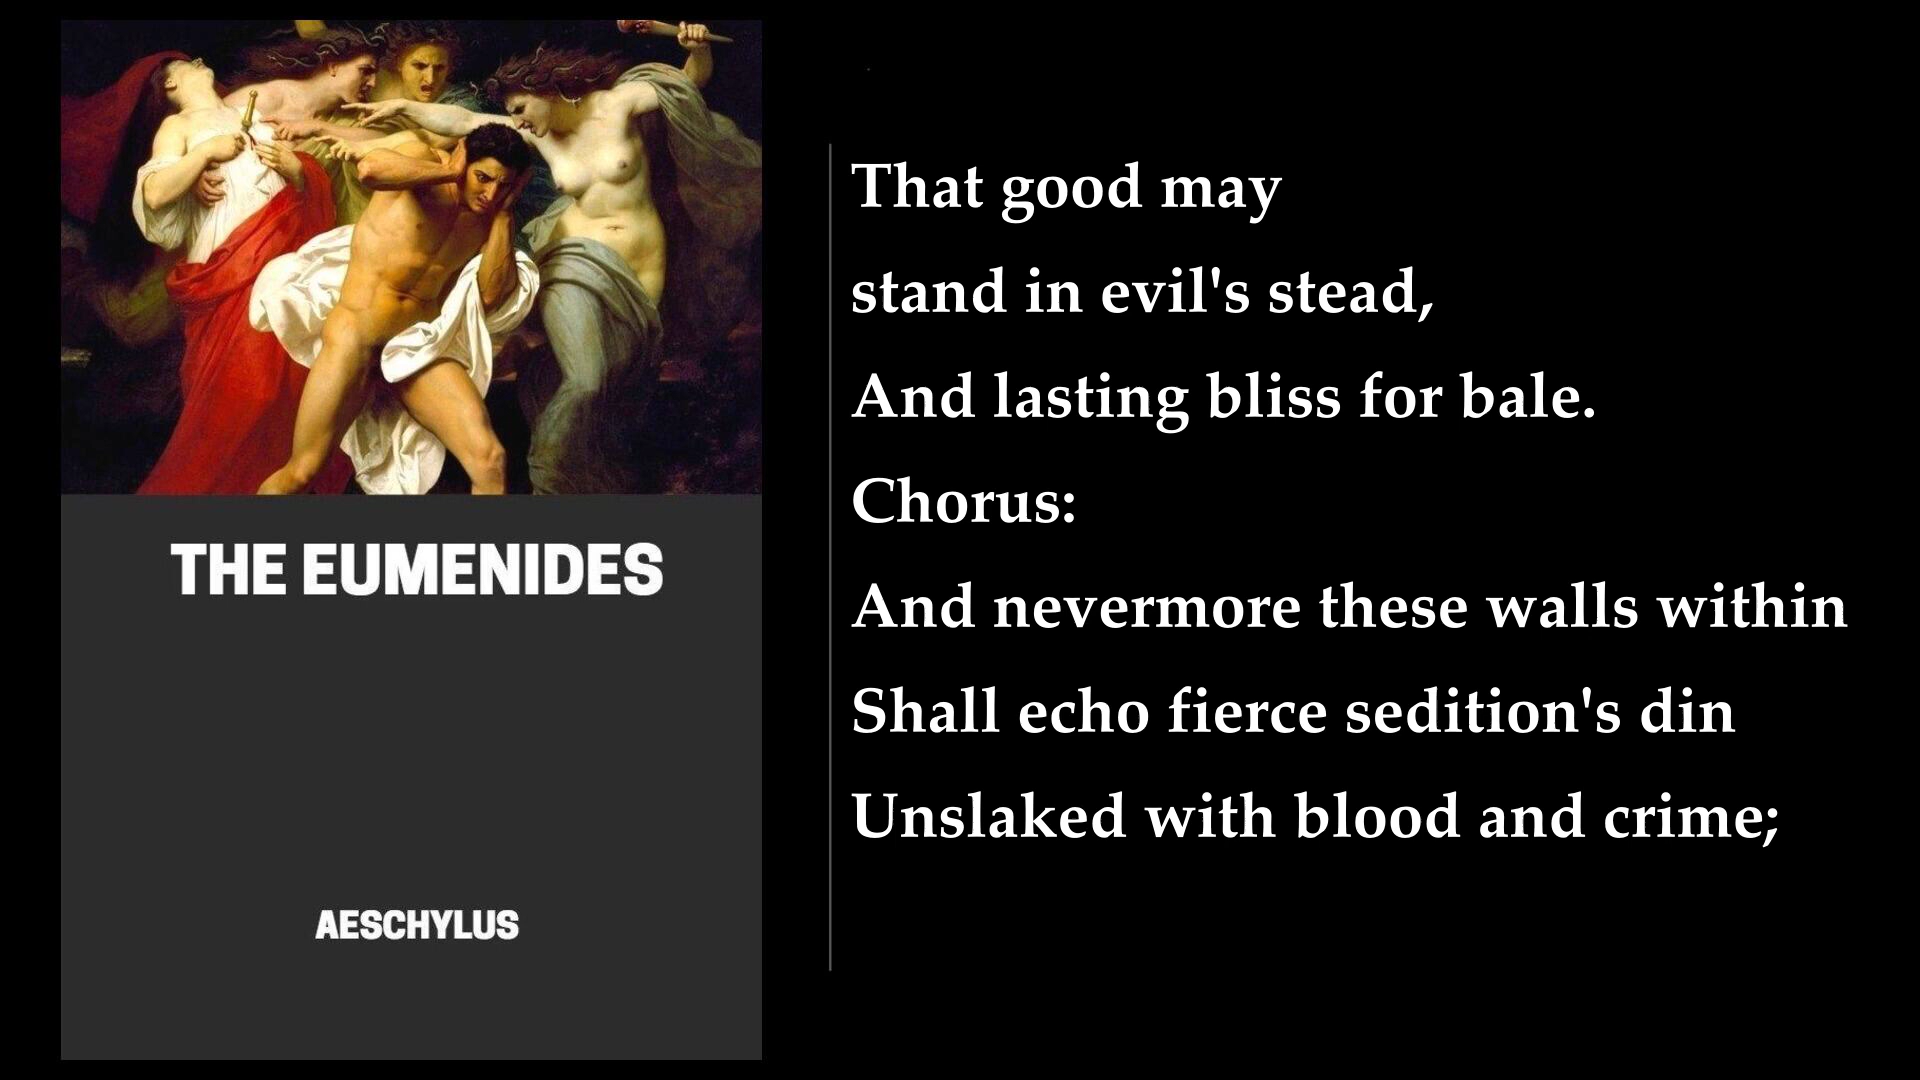 THE EUMENIDES
AESCHYLUS
That good may
stand in evil's stead,
And lasting bliss for bale.
Chorus:
And nevermore these walls within
Shall echo fierce sedition's din
Unslaked with blood and crime;